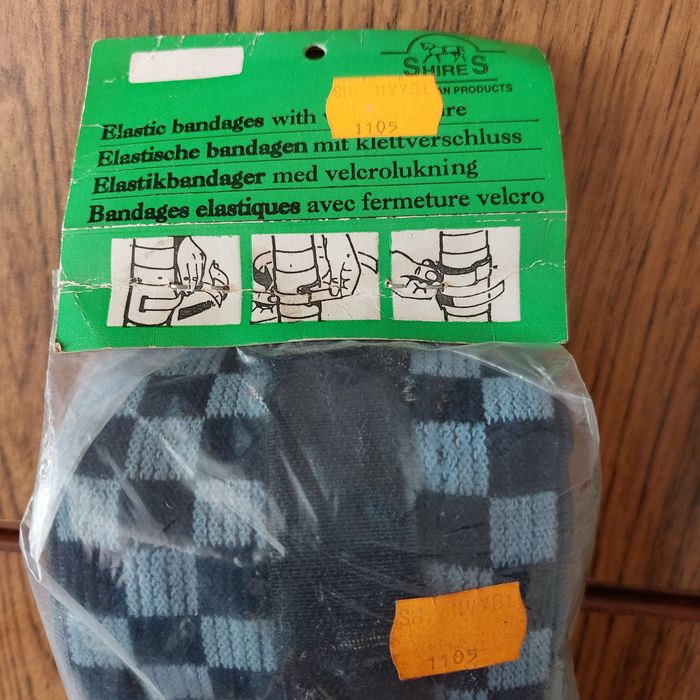 SHIRES
AN PRODUCTS
SH NVYBL
1105
Elastic bandages with
Elastische bandagen mit klettverschluss
Elastikbandager med velcrolukning
Bandages elastiques avec fermeture velcro
SH NVYBL
1105